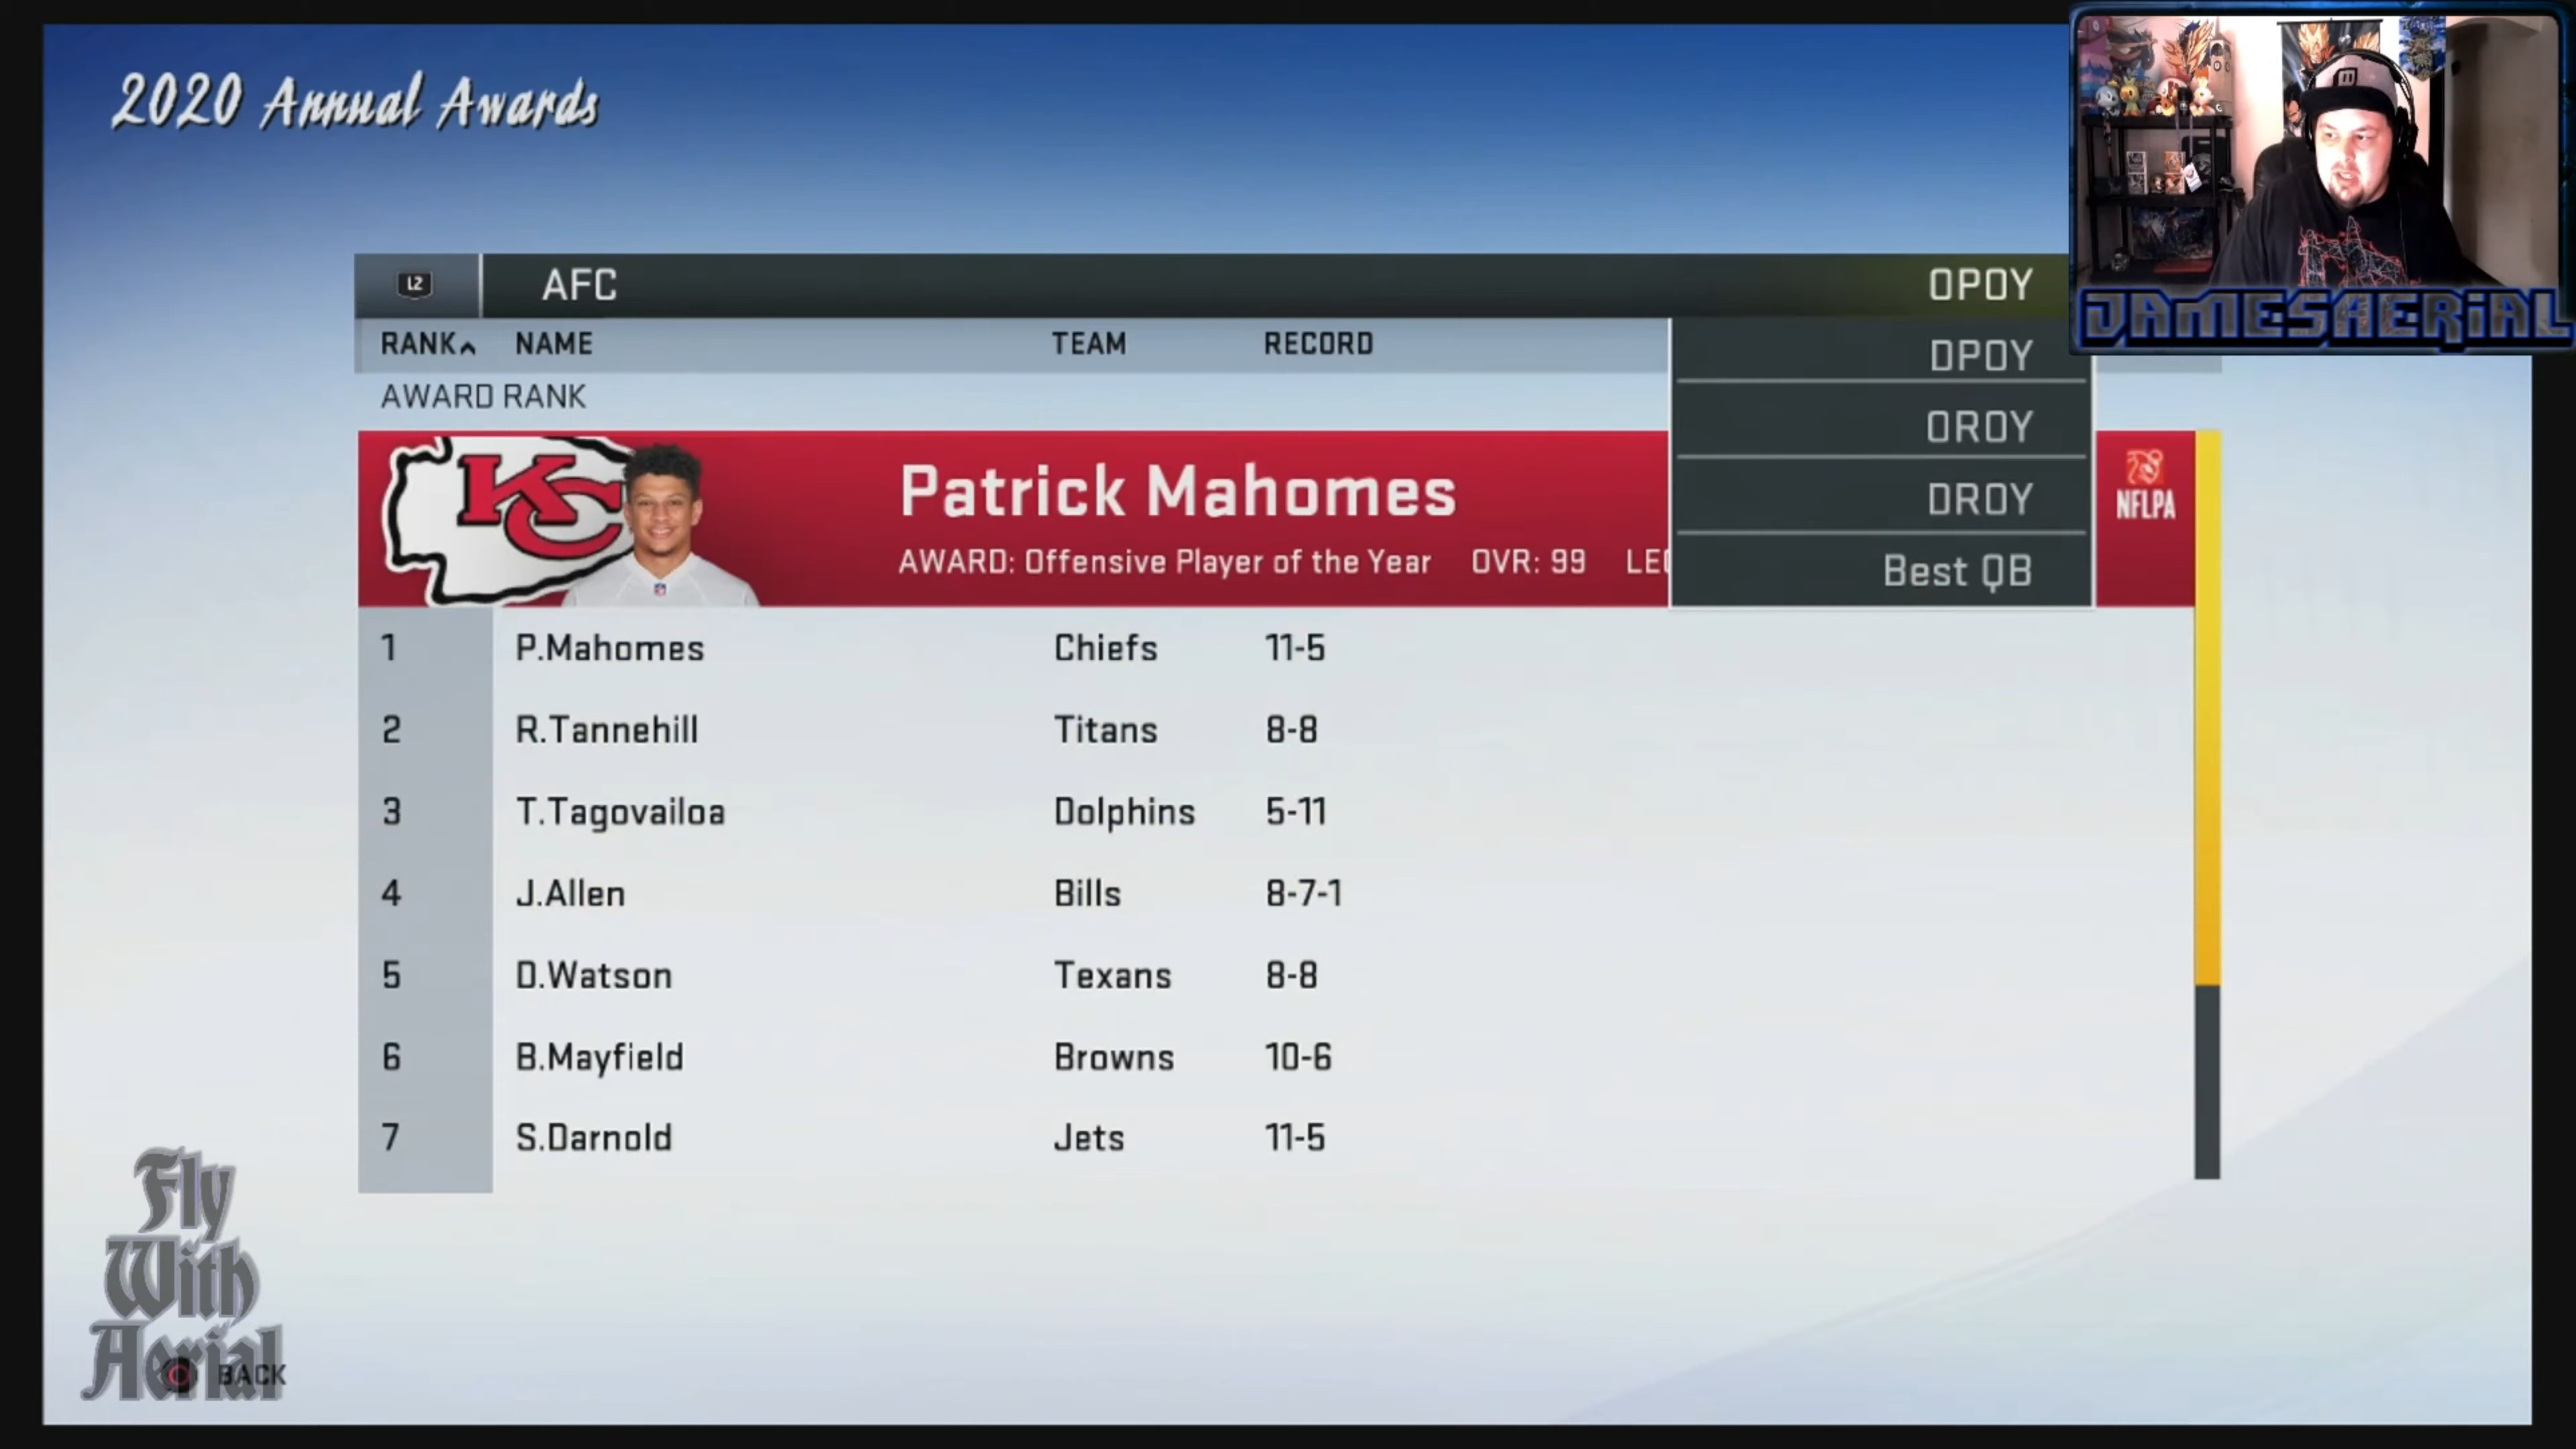 2020 Annual Awards
L2 AFC OPOY
RANK NAME TEAM RECORD
DPOY
AWARD RANK
OROY
DROY
Best QB
KC
Patrick Mahomes
AWARD: Offensive Player of the Year OVR: 99
NFLPA
1 P.Mahomes Chiefs 11-5
2 R.Tannehill Titans 8-8
3 T.Tagovailoa Dolphins 5-11
4 J.Allen Bills 8-7-1
5 D.Watson Texans 8-8
6 B.Mayfield Browns 10-6
7 S.Darnold Jets 11-5
Fly
With
Aerial
BACK
JAMESAERIAL